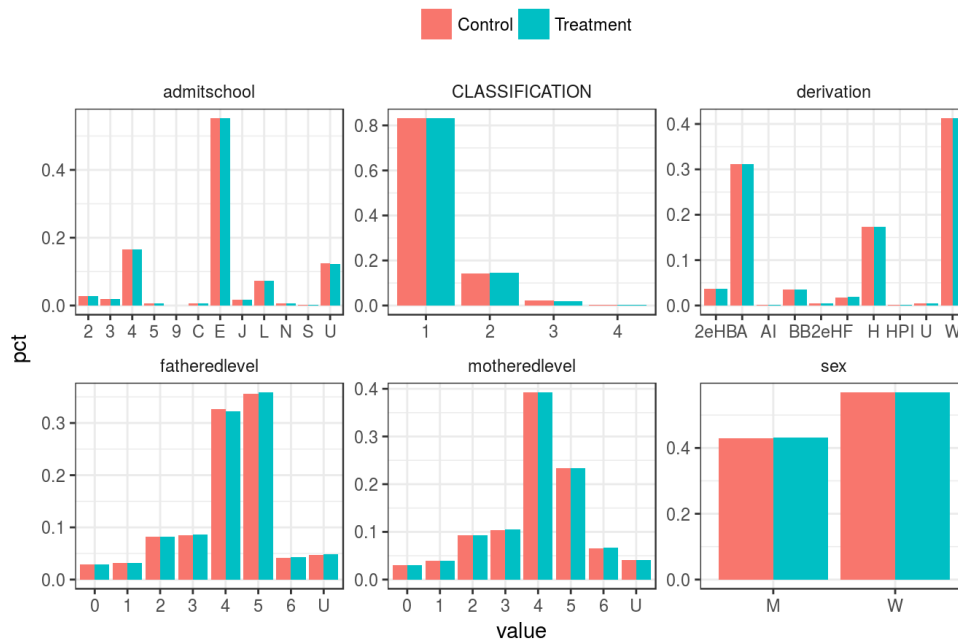 Control Treatment
admitschool CLASSIFICATION derivation
0.4
0.2
0.0
0.8
0.6
0.4
0.2
0.0
0.4
0.3
0.2
0.1
0.0
2 3 4 5 9 C E J L N S U
1 2 3 4
2eHBA AI BB2eHF H HPI U W
pct
fatheredlevel motheredlevel sex
0.3
0.2
0.1
0.0
0.4
0.3
0.2
0.1
0.0
0.4
0.2
0.0
0 1 2 3 4 5 6 U
0 1 2 3 4 5 6 U
M W
value